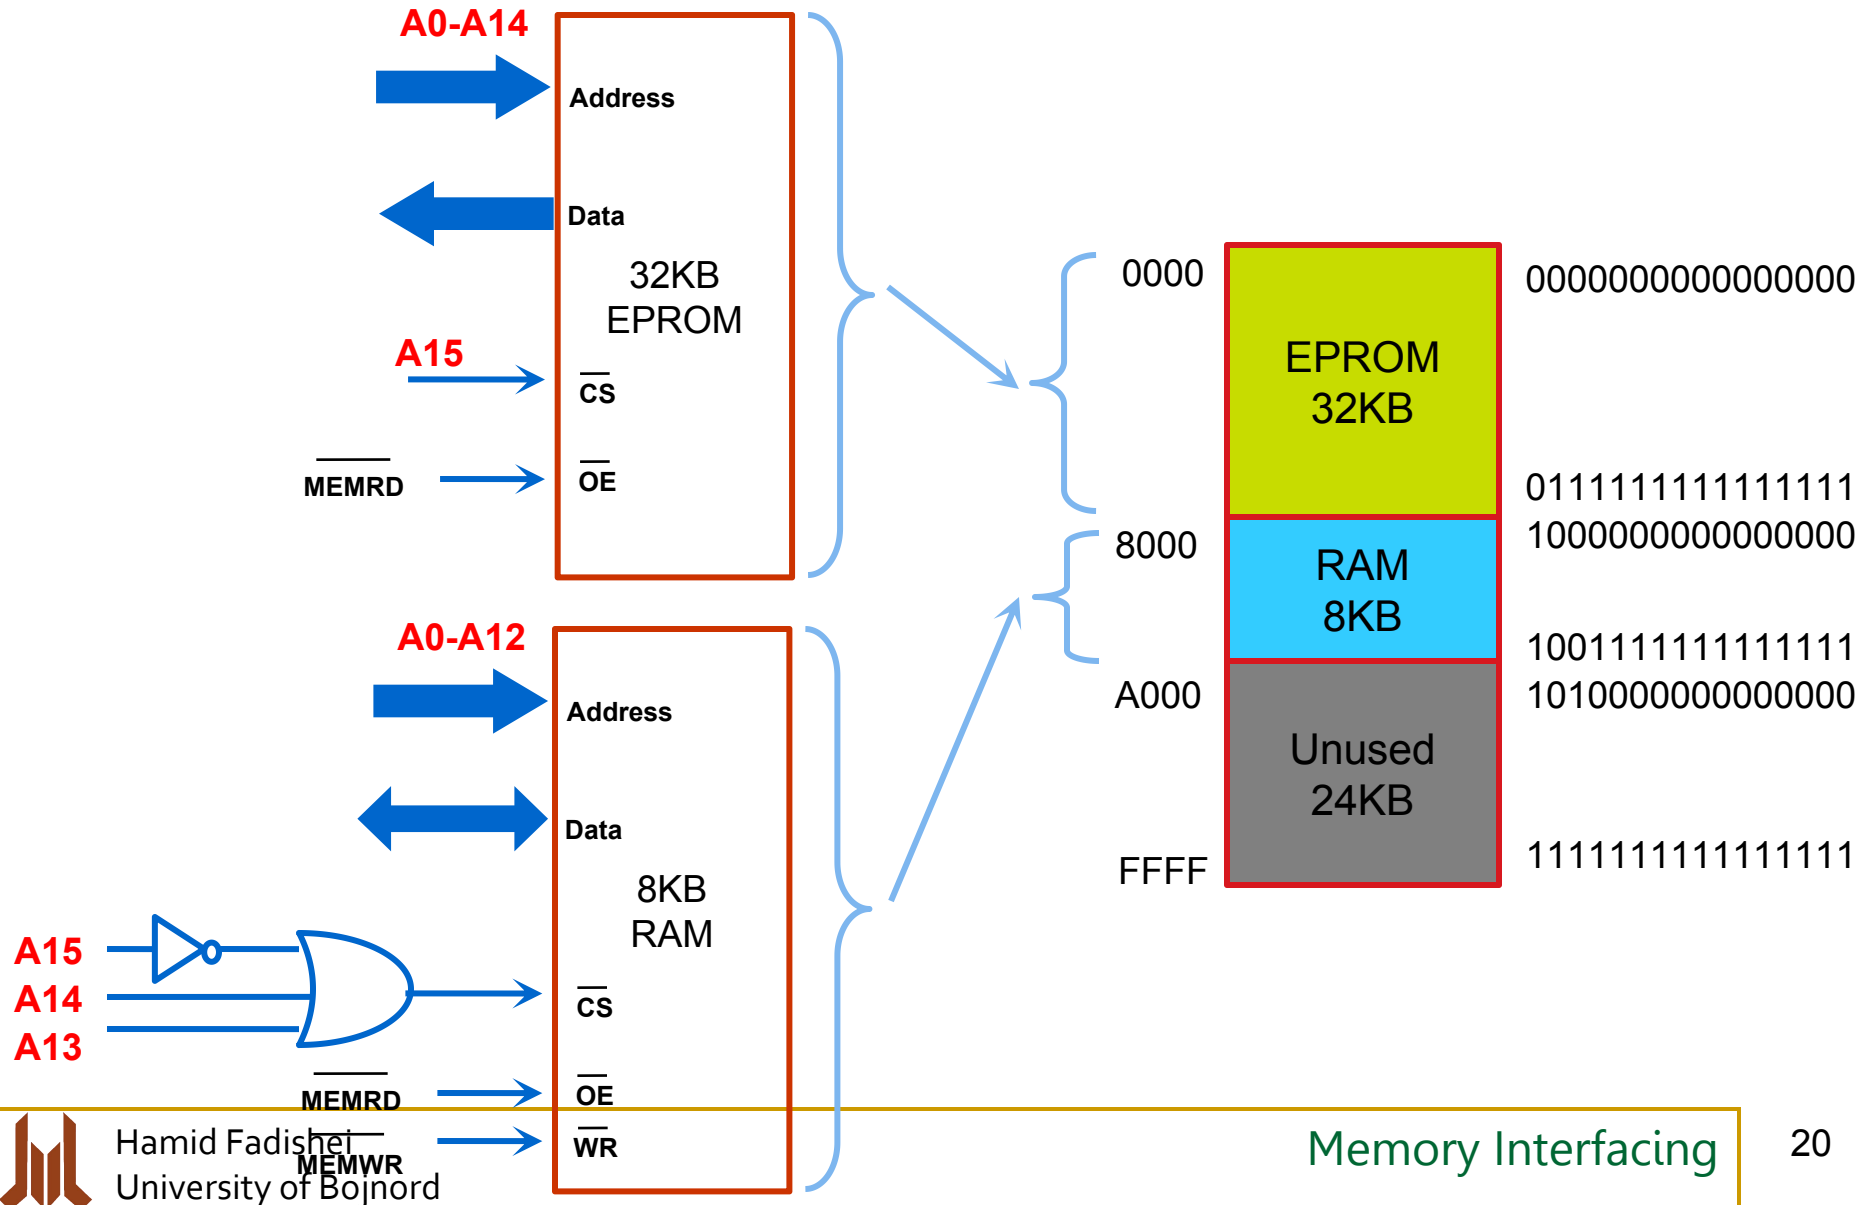 A0-A14
Address
Data
32KB
EPROM
A15
CS
MEMRD
OE
A0-A12
Address
Data
8KB
RAM
A15
A14
A13
CS
MEMRD
OE
MEMWR
WR
0000
EPROM
32KB
0000000000000000
0111111111111111
8000
1000000000000000
RAM
8KB
1001111111111111
A000
1010000000000000
Unused
24KB
FFFF
1111111111111111
Hamid Fadishei
University of Bojnord
Memory Interfacing
20